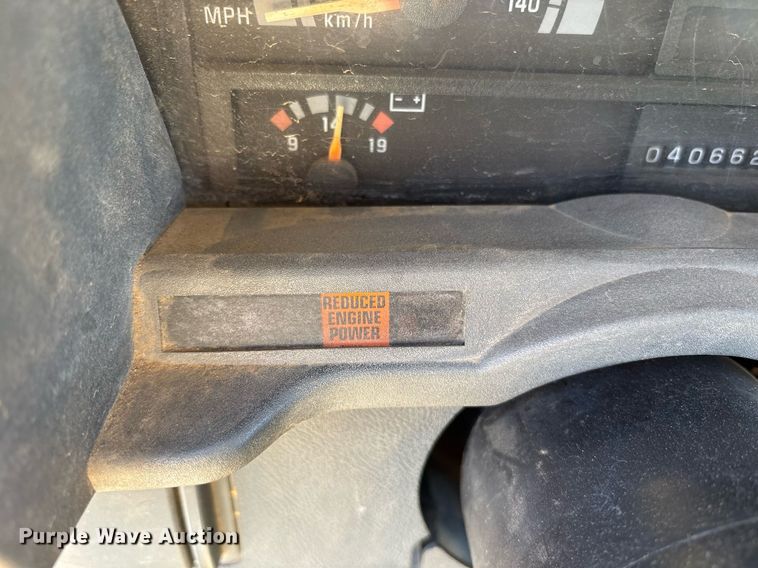 MPH
km/h
140
- +
14
9
19
040662
REDUCED
ENGINE
POWER
Purple Wave Auction